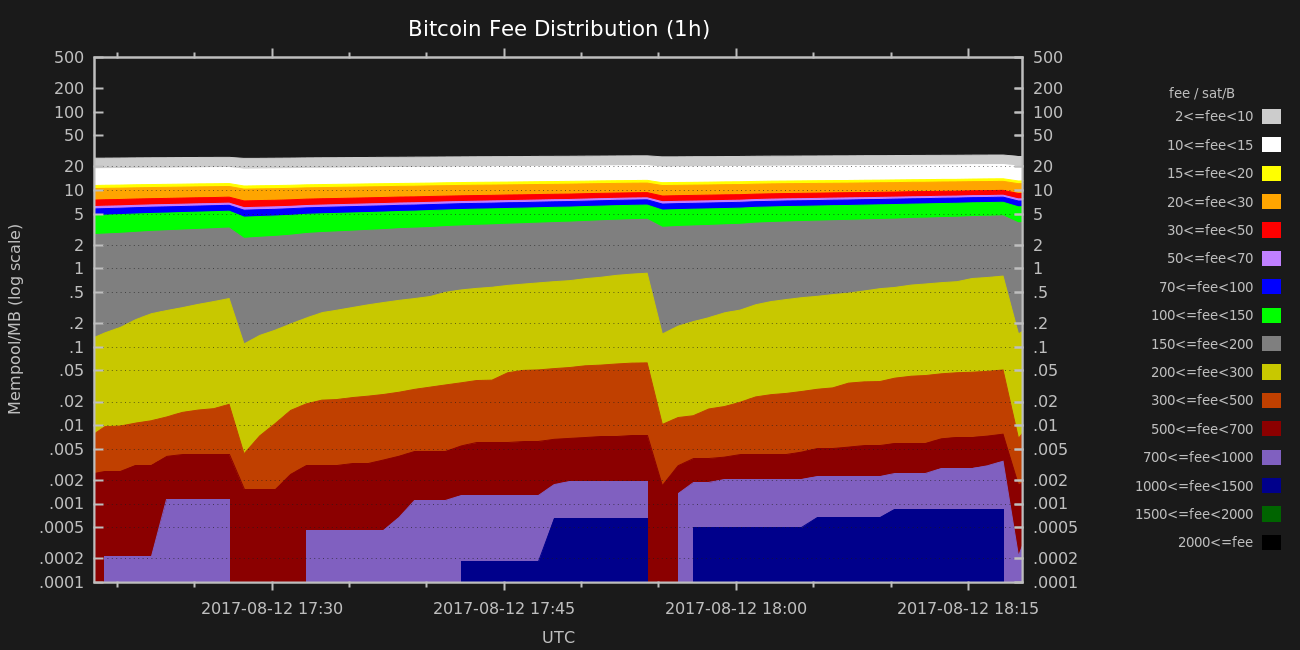 Bitcoin Fee Distribution (1h)
500
200
100
50
20
10
5
2
1
.5
.2
.1
.05
.02
.01
.005
.002
.001
.0005
.0002
.0001
Mempool/MB (log scale)
500
200
100
50
20
10
5
2
1
.5
.2
.1
.05
.02
.01
.005
.002
.001
.0005
.0002
.0001
2017-08-12 17:30
2017-08-12 17:45
2017-08-12 18:00
2017-08-12 18:15
UTC
fee / sat/B
2<=fee<10
10<=fee<15
15<=fee<20
20<=fee<30
30<=fee<50
50<=fee<70
70<=fee<100
100<=fee<150
150<=fee<200
200<=fee<300
300<=fee<500
500<=fee<700
700<=fee<1000
1000<=fee<1500
1500<=fee<2000
2000<=fee